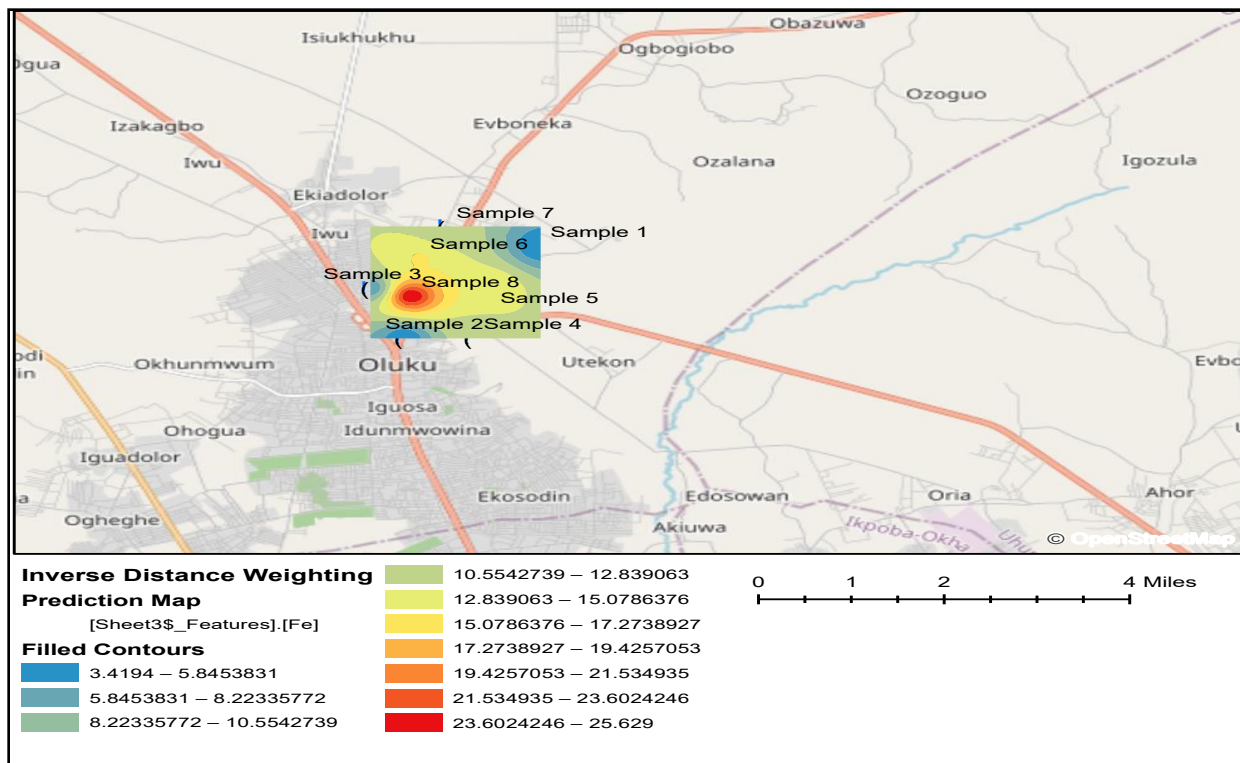 Obazuwa
Isiukhukhu
Ogbogiobo
Ogua
Ozoguo
Izakagbo
Evboneka
Iwu
Ozalana
Igozula
Ekiadolor
Sample 7
Iwu
Sample 1
Sample 6
Sample 3
Sample 8
Sample 5
Sample 2
Sample 4
Okhunmwum
Oluku
Utekon
Evbo
odi
in
Iguosa
Ohogua
Idunmwowina
Iguadolor
Ekosodin
Edosowan
Oria
Ahor
Ogheghe
Akiuwa
Ikpoba-Okha
Uhu
© OpenStreetMap
Inverse Distance Weighting
Prediction Map
[Sheet3$_Features].[Fe]
Filled Contours
3.4194 – 5.8453831
5.8453831 – 8.22335772
8.22335772 – 10.5542739
10.5542739 – 12.839063
12.839063 – 15.0786376
15.0786376 – 17.2738927
17.2738927 – 19.4257053
19.4257053 – 21.534935
21.534935 – 23.6024246
23.6024246 – 25.629
0 1 2 4 Miles